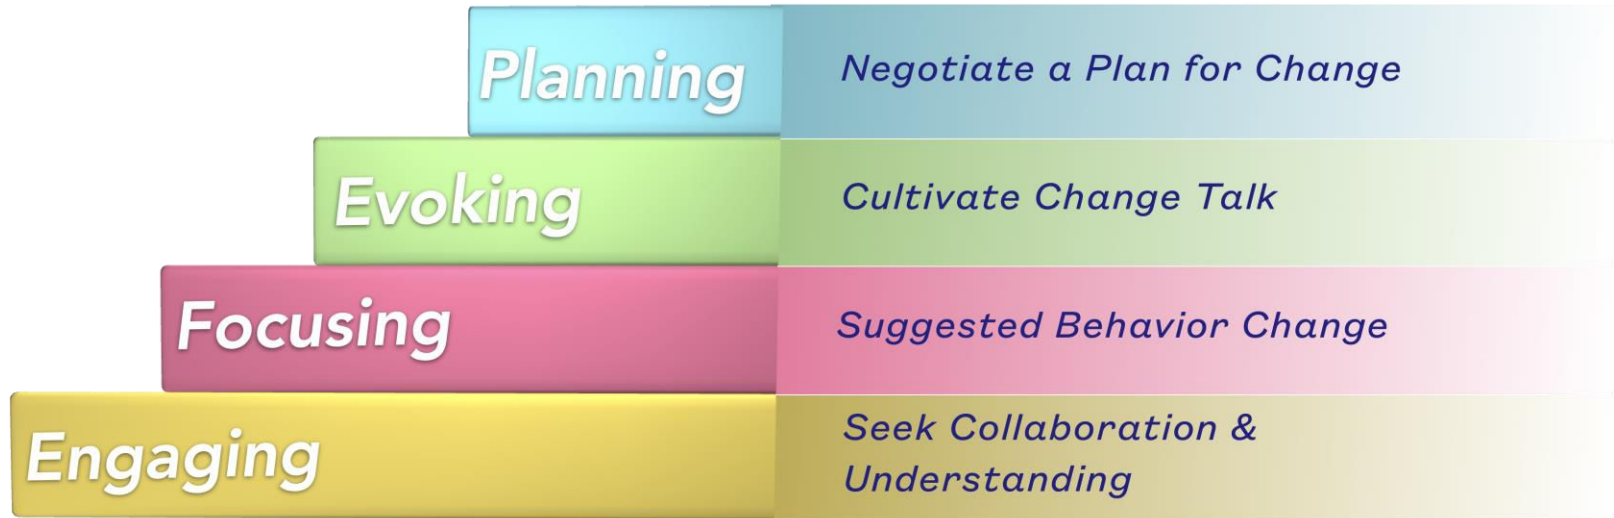 Planning
Negotiate a Plan for Change
Evoking
Cultivate Change Talk
Focusing
Suggested Behavior Change
Engaging
Seek Collaboration &
Understanding